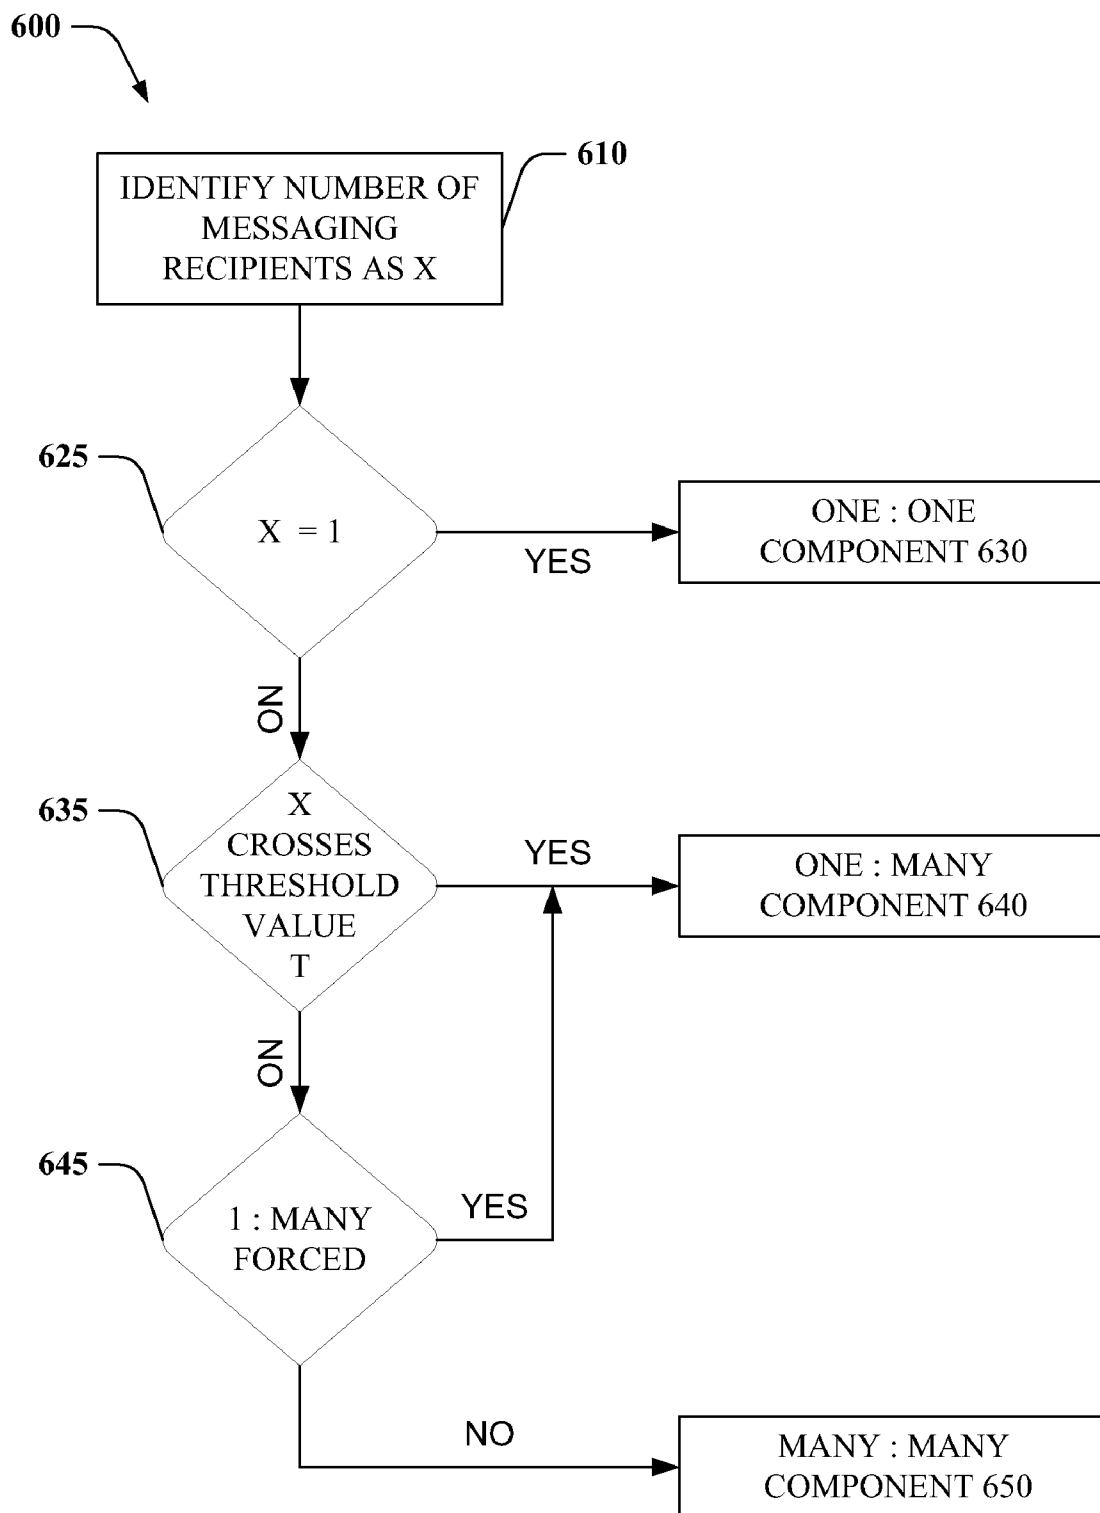 600
610
IDENTIFY NUMBER OF
MESSAGING
RECIPIENTS AS X
625
X = 1
YES
ONE : ONE
COMPONENT 630
NO
635
X
CROSSES
THRESHOLD
VALUE
T
YES
ONE : MANY
COMPONENT 640
NO
645
1 : MANY
FORCED
YES
NO
MANY : MANY
COMPONENT 650